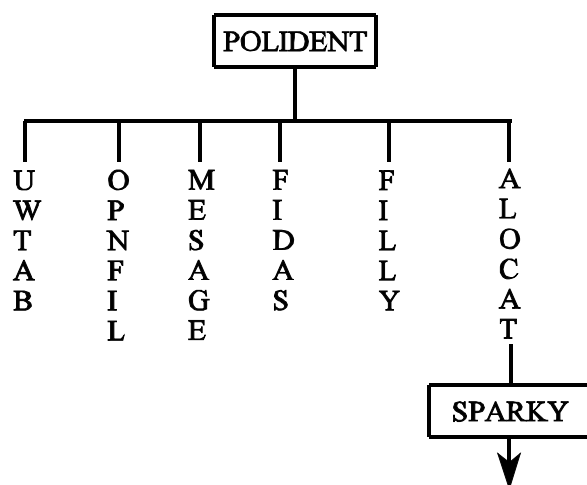 POLIDENT
UWTAB
OPNFIL
MESAGE
FIDAS
FILLY
ALOCAT
SPARKY